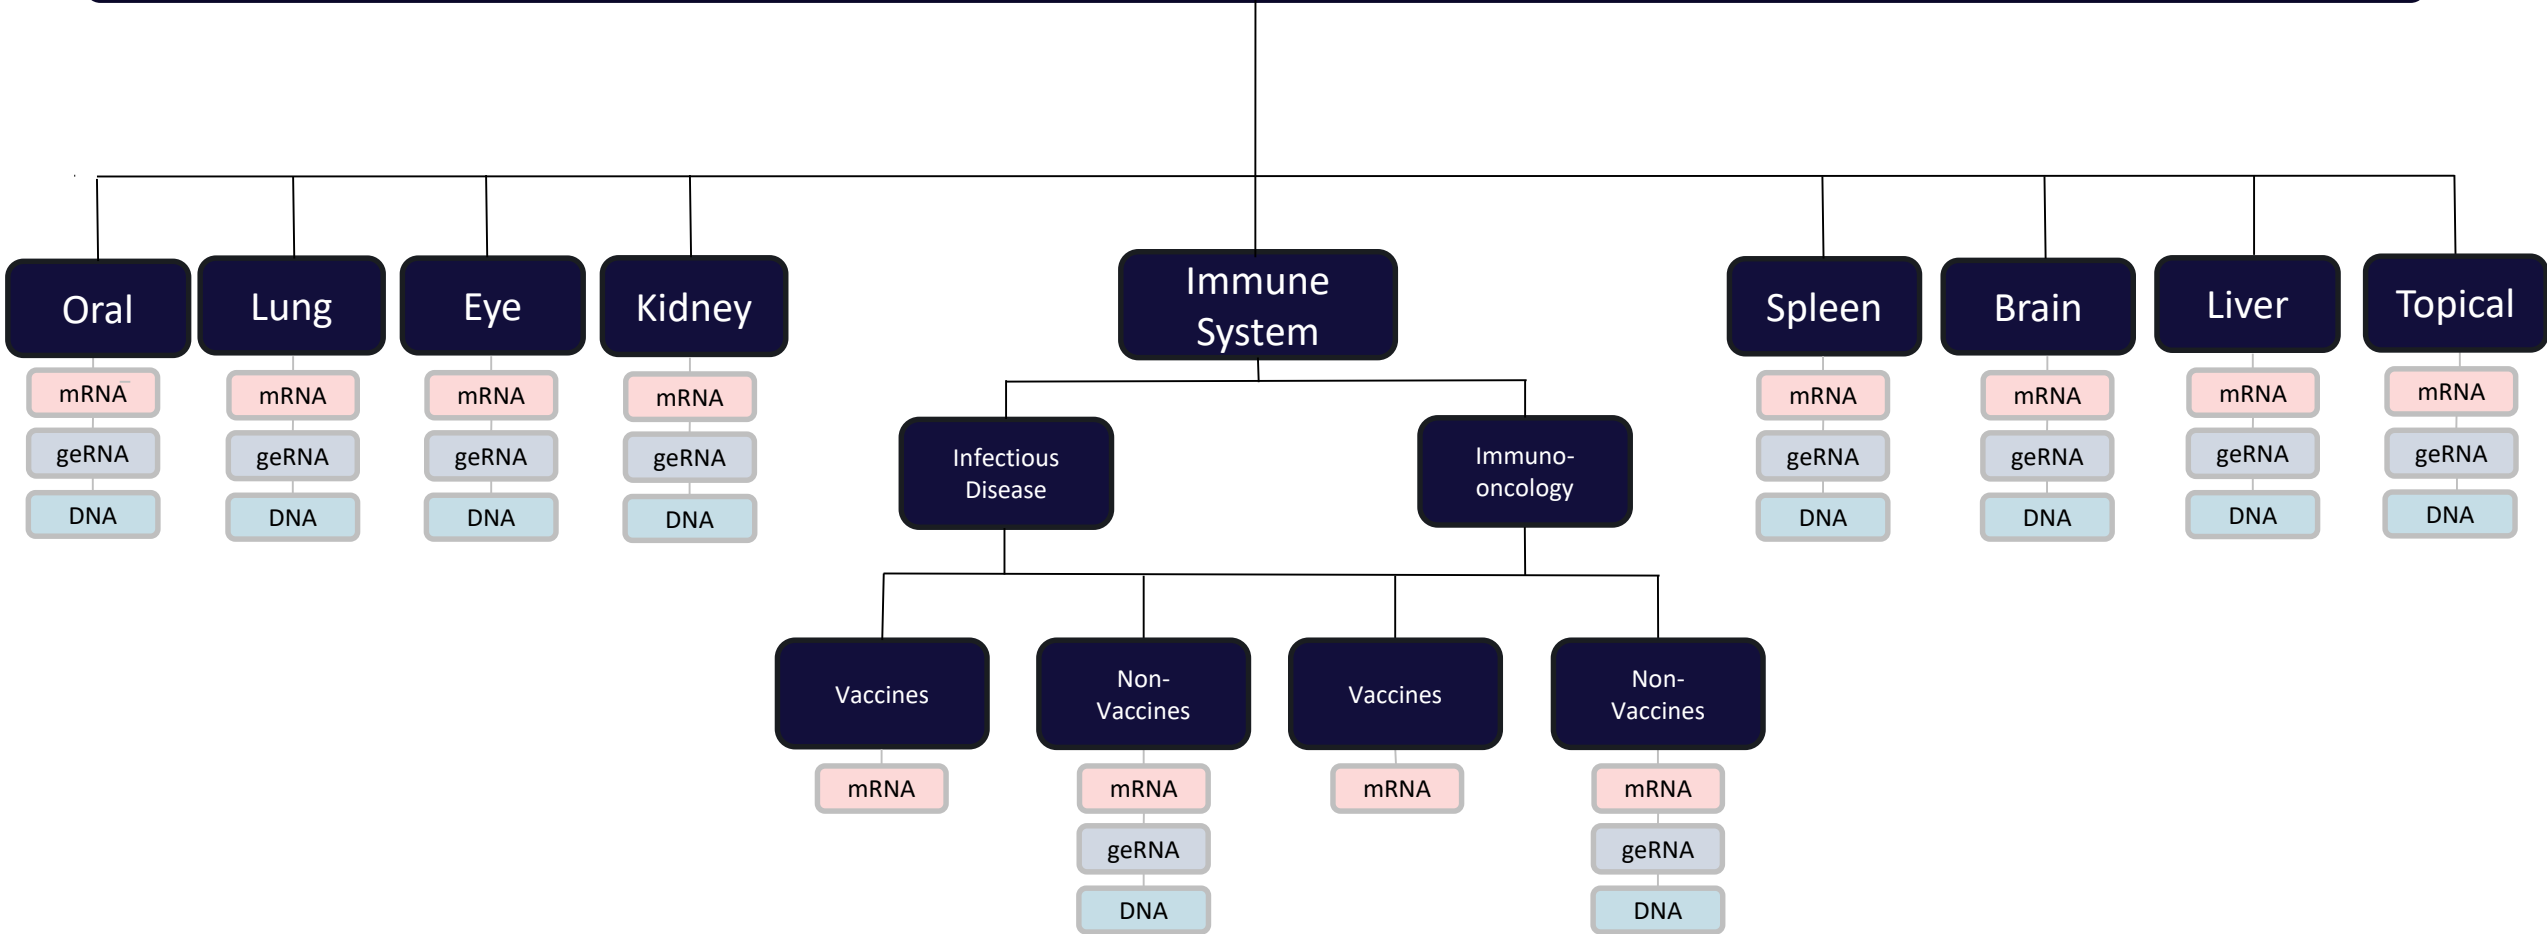 Oral
Lung
Eye
Kidney
Immune
System
Spleen
Brain
Liver
Topical
mRNA
geRNA
DNA
mRNA
geRNA
DNA
mRNA
geRNA
DNA
mRNA
geRNA
DNA
Infectious
Disease
Immuno-
oncology
mRNA
geRNA
DNA
mRNA
geRNA
DNA
mRNA
geRNA
DNA
mRNA
geRNA
DNA
Vaccines
Non-
Vaccines
Vaccines
Non-
Vaccines
mRNA
mRNA
geRNA
DNA
mRNA
mRNA
geRNA
DNA